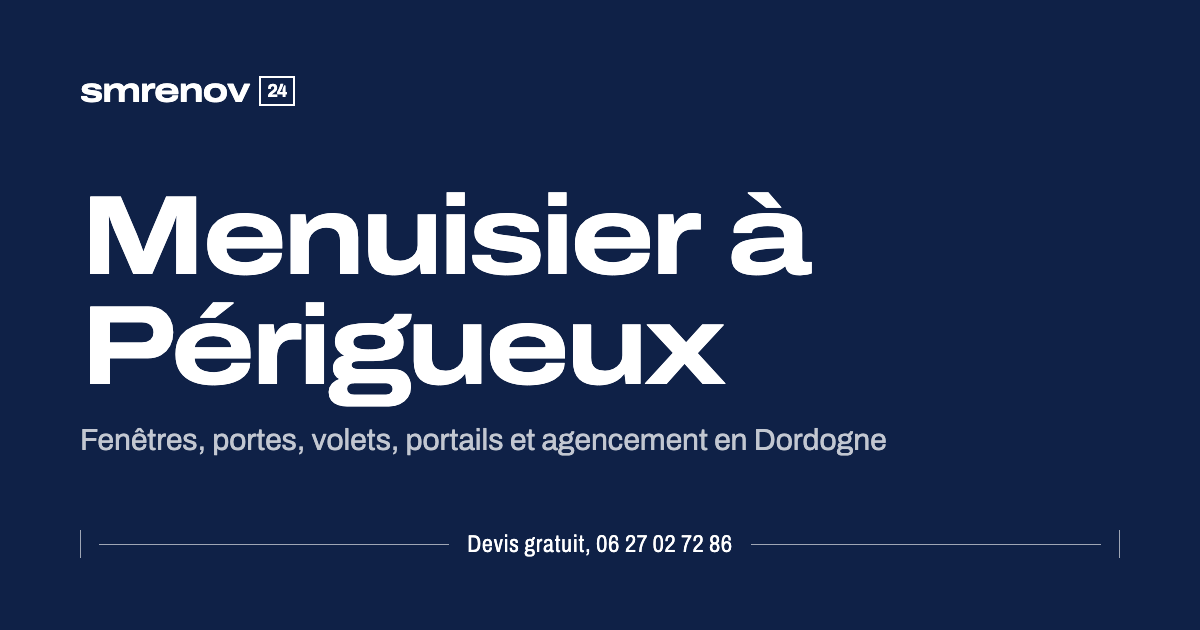 smrenov 24
Menuisier à
Périgueux
Fenêtres, portes, volets, portails et agencement en Dordogne
Devis gratuit, 06 27 02 72 86